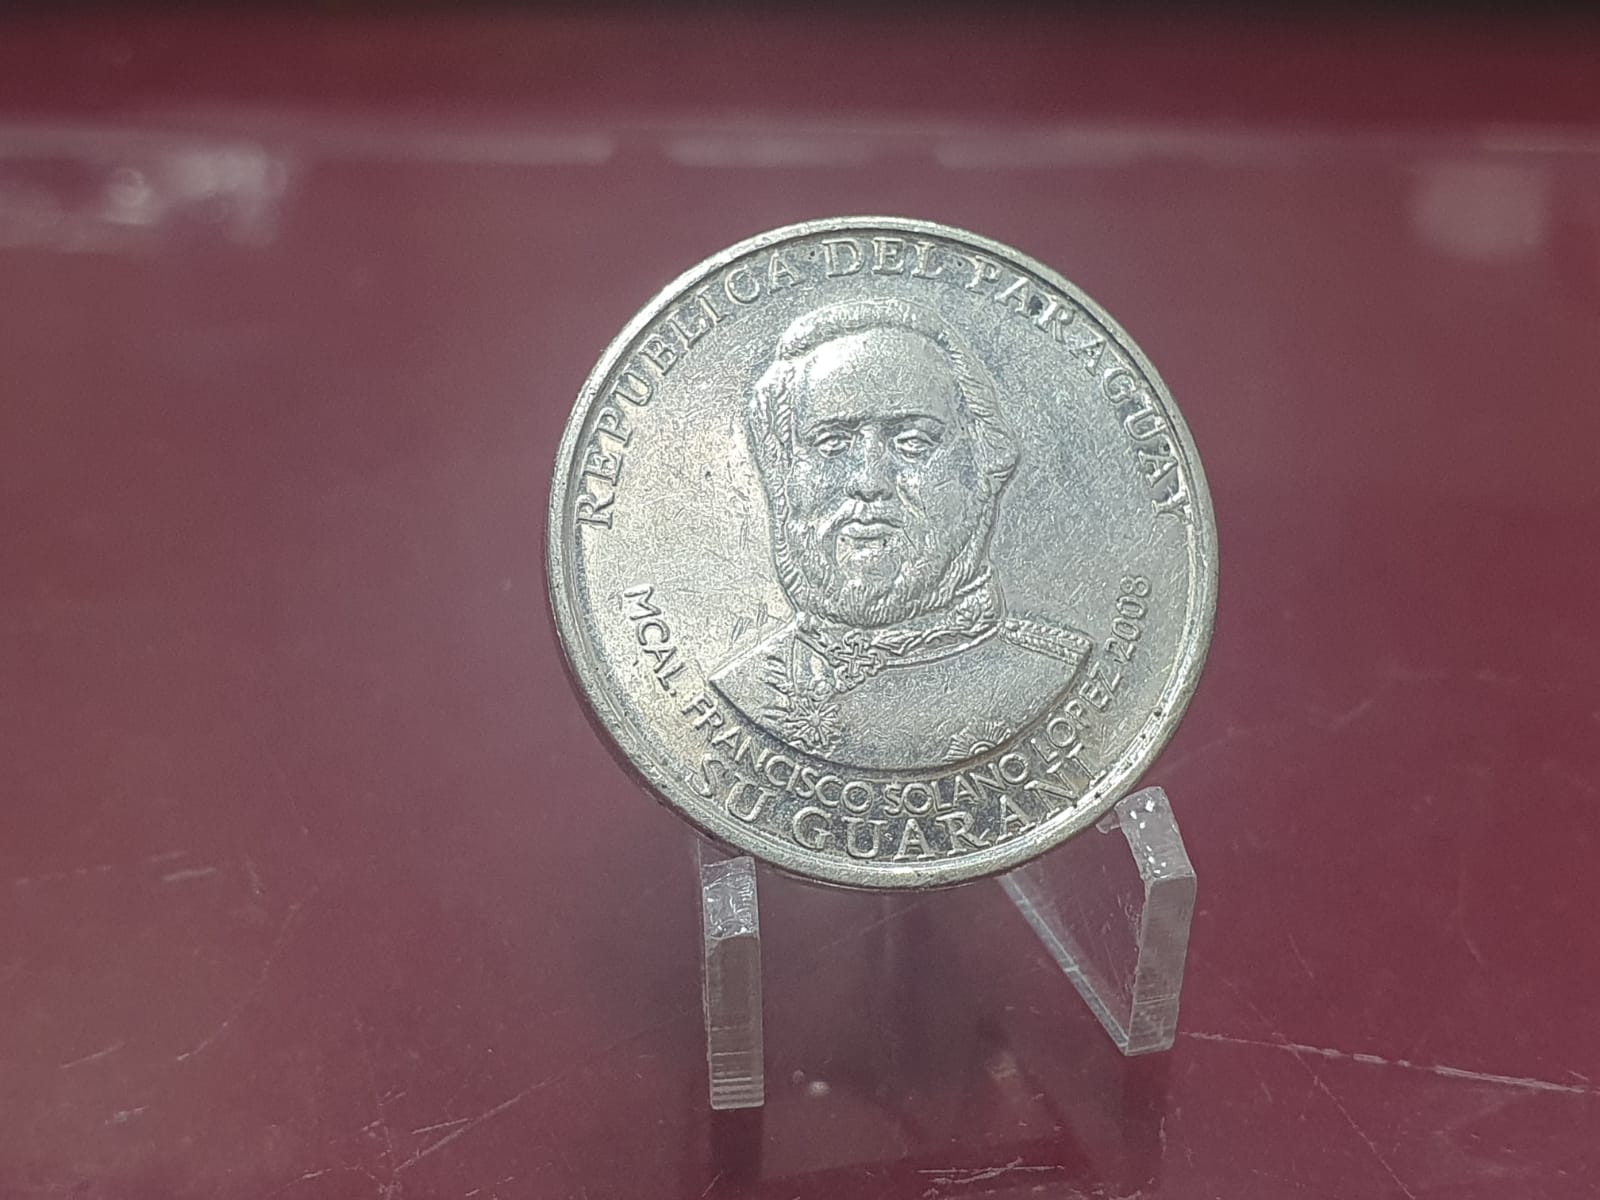 REPUBLICA DEL PARAGUAY
MCAL. FRANCISCO SOLANO LOPEZ 2008
SU GUARANI